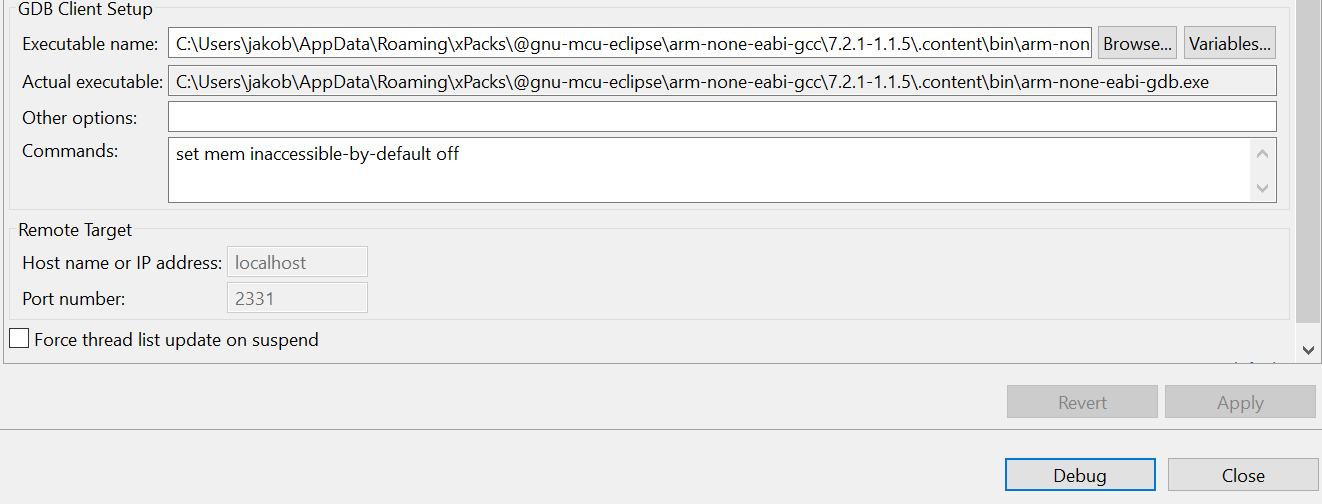 GDB Client Setup
Executable name: C:\Users\jakob\AppData\Roaming\xPacks\@gnu-mcu-eclipse\arm-none-eabi-gcc\7.2.1-1.1.5\.content\bin\arm-non Browse... Variables...
Actual executable: C:\Users\jakob\AppData\Roaming\xPacks\@gnu-mcu-eclipse\arm-none-eabi-gcc\7.2.1-1.1.5\.content\bin\arm-none-eabi-gdb.exe
Other options:
Commands: set mem inaccessible-by-default off
Remote Target
Host name or IP address: localhost
Port number: 2331
Force thread list update on suspend
Revert Apply
Debug Close